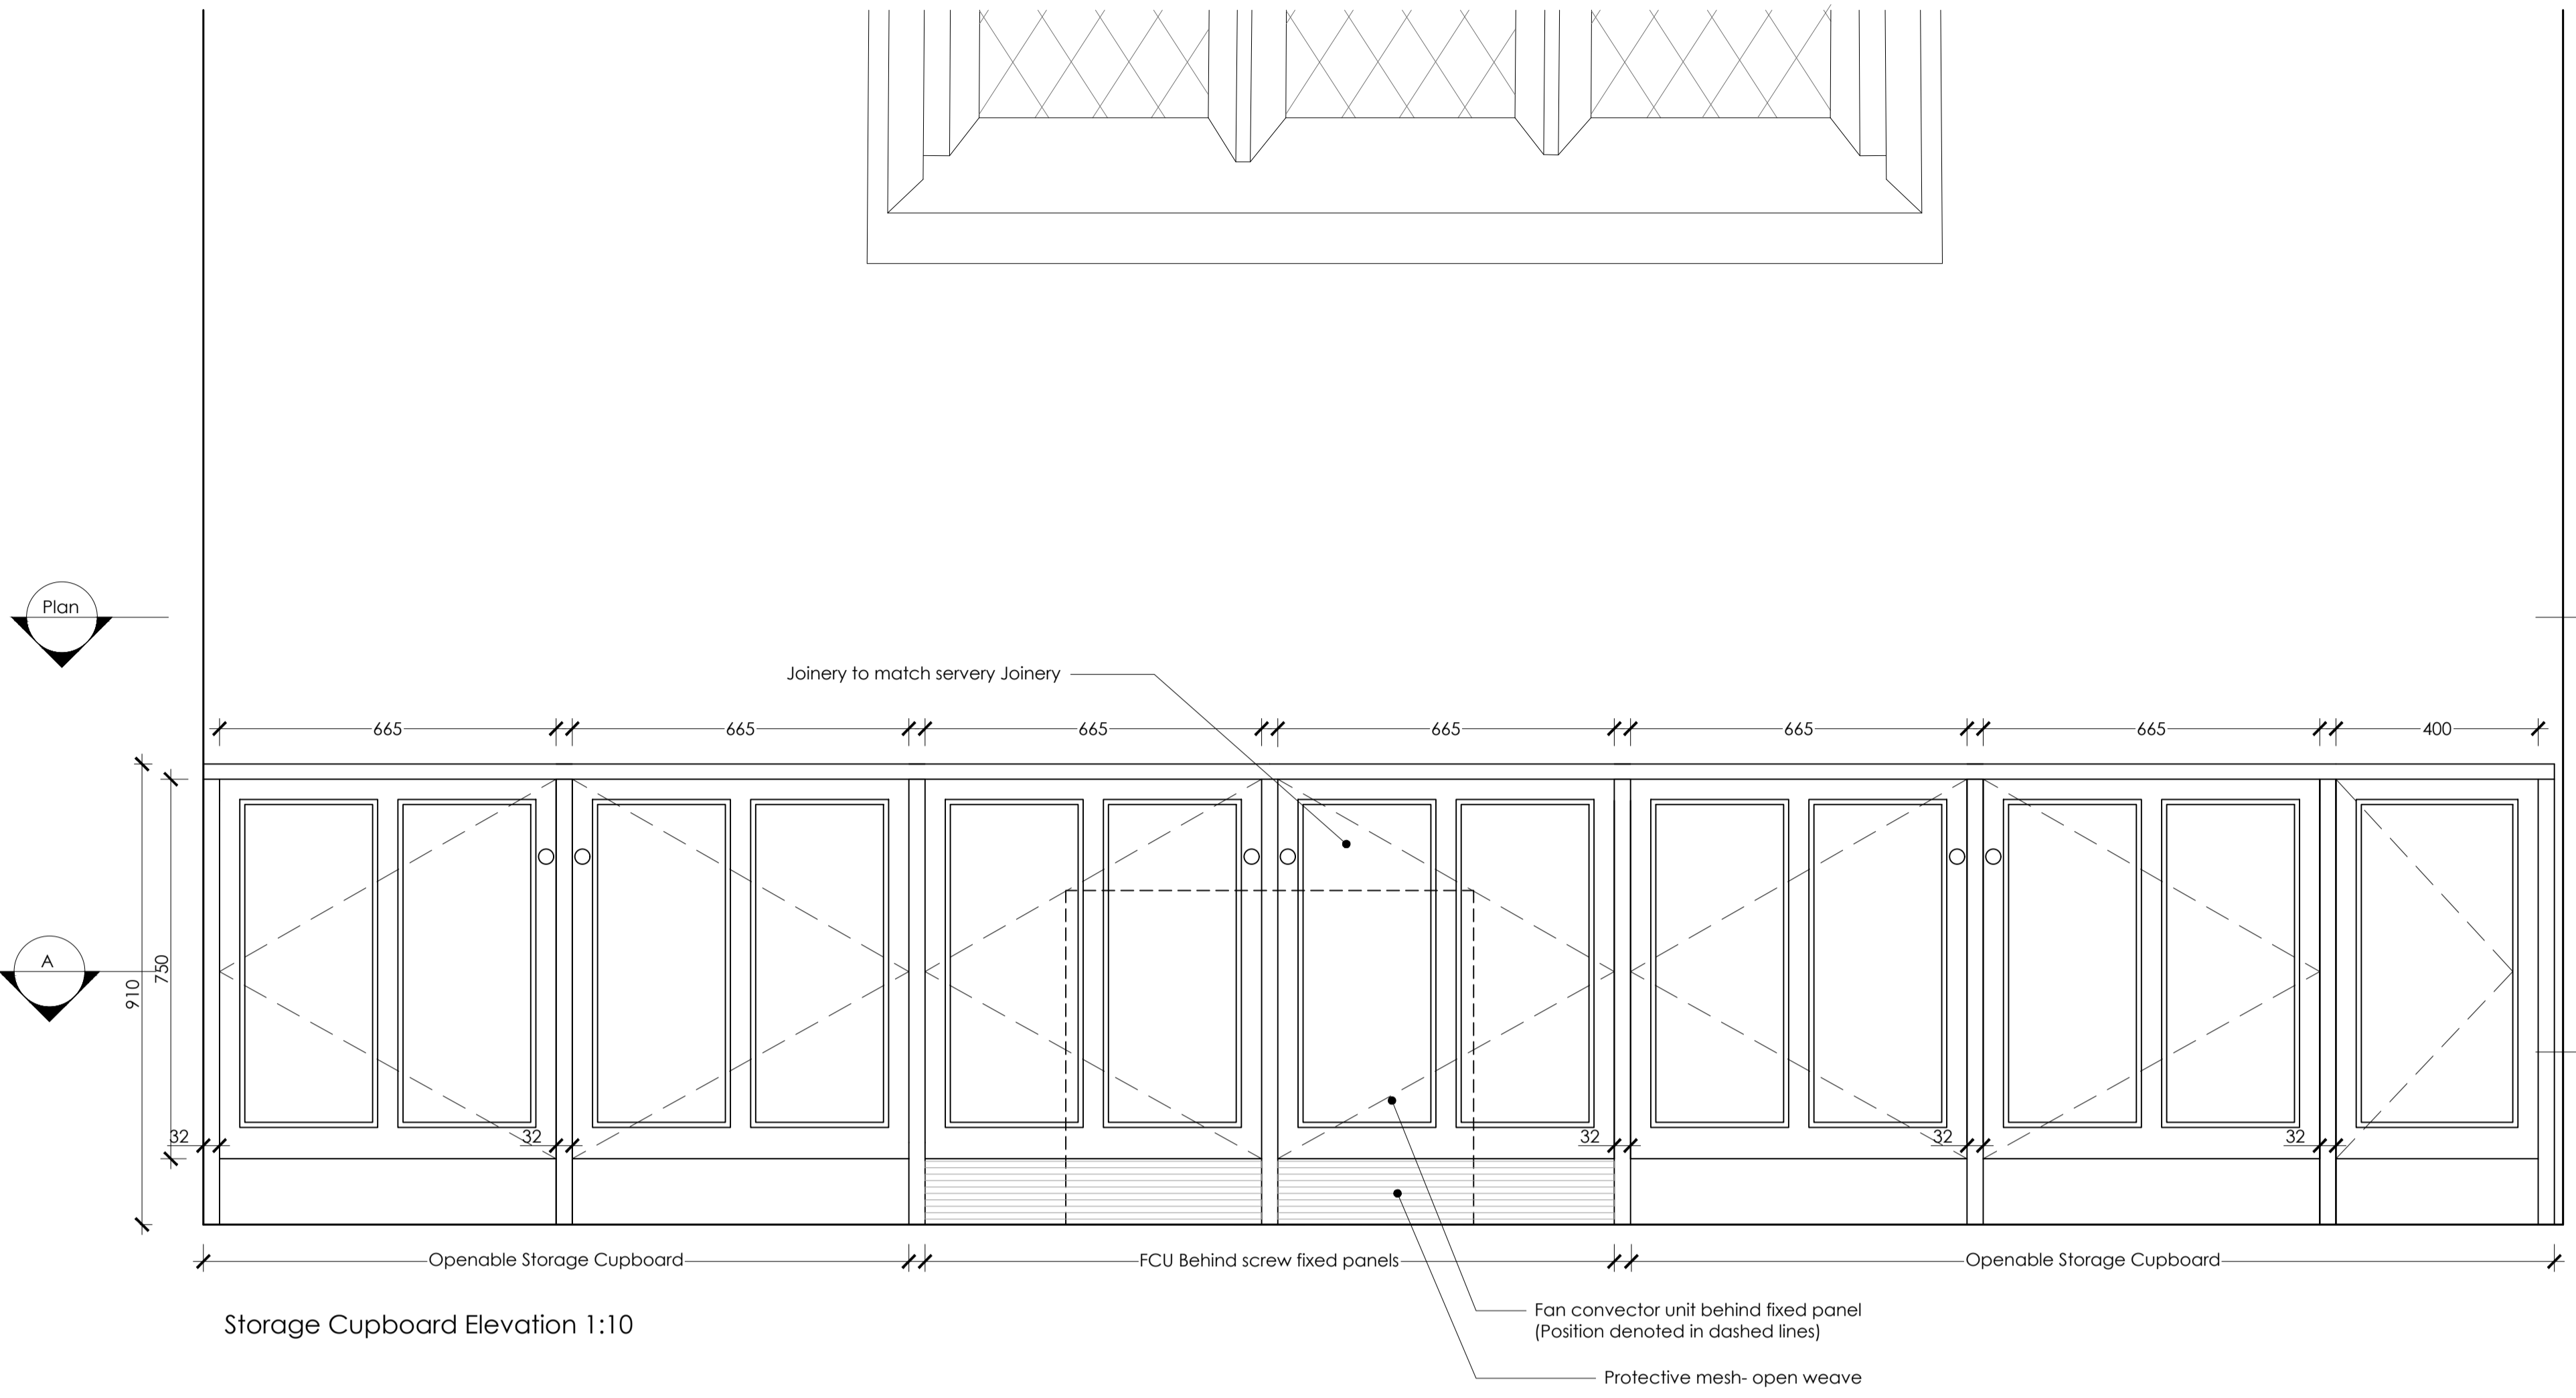 Plan
Joinery to match servery Joinery
665
665
665
665
665
665
400
A
750
910
32
32
32
32
32
Openable Storage Cupboard
FCU Behind screw fixed panels
Openable Storage Cupboard
Storage Cupboard Elevation 1:10
Fan convector unit behind fixed panel
(Position denoted in dashed lines)
Protective mesh- open weave